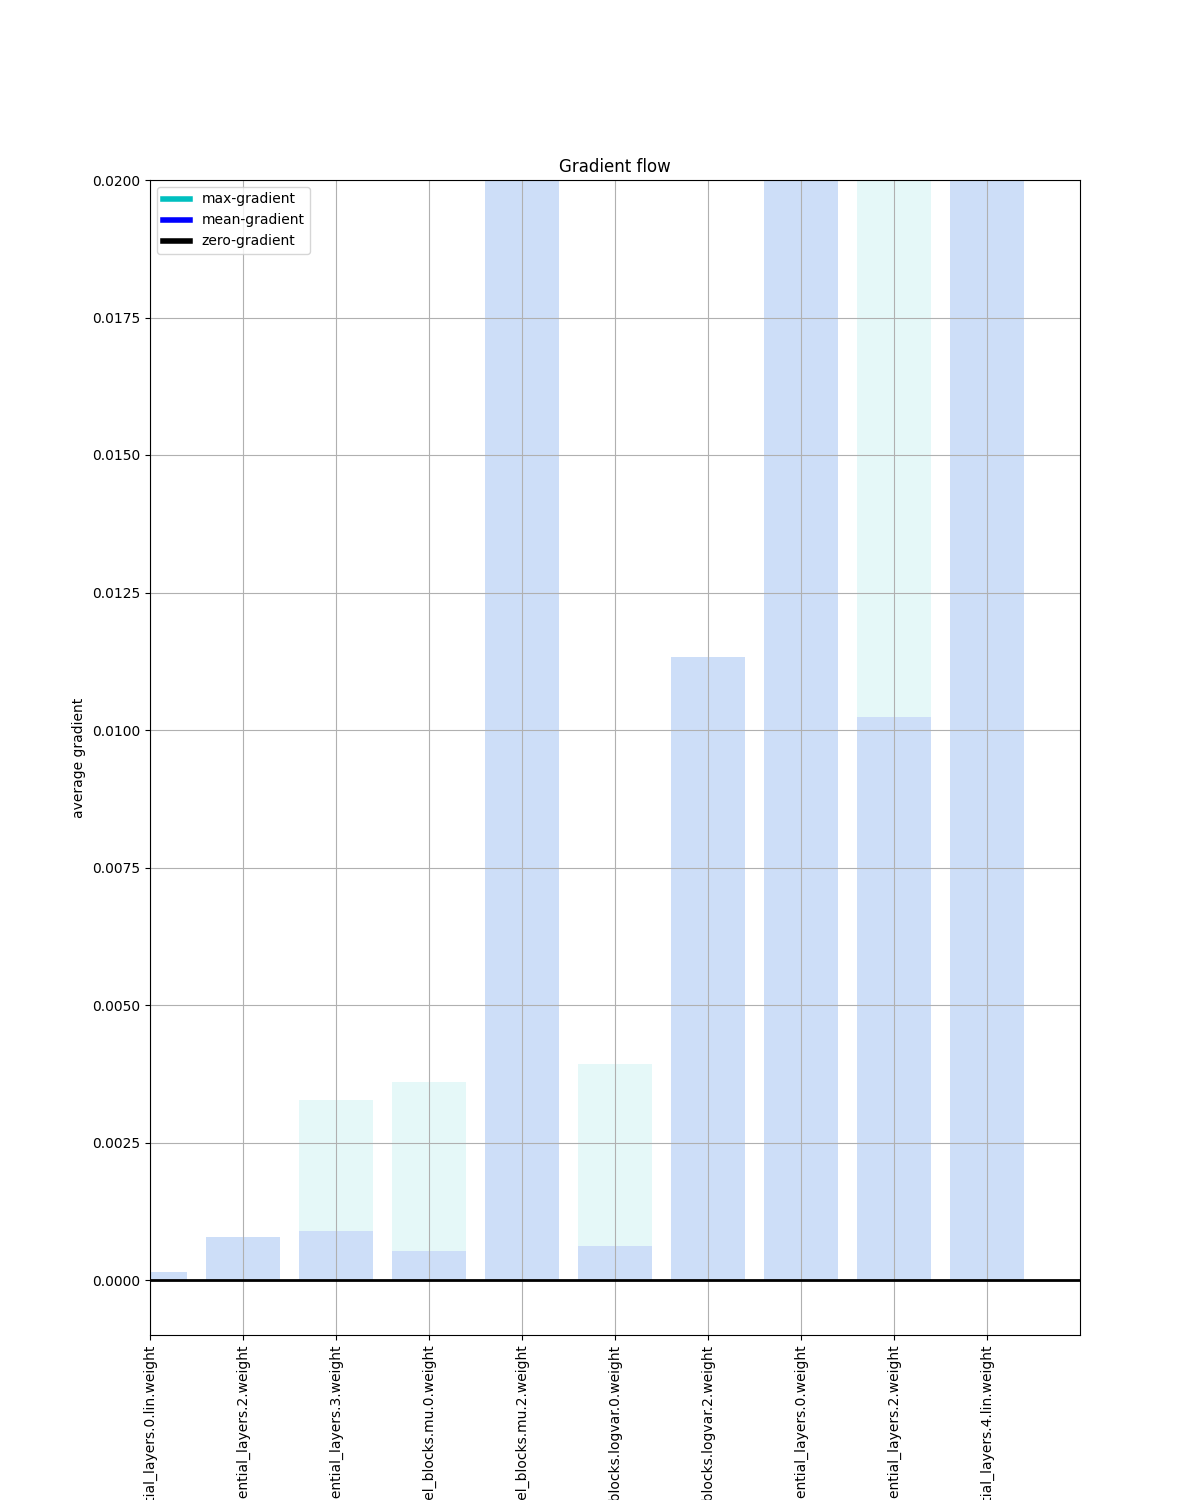 Gradient flow
max-gradient
mean-gradient
zero-gradient
0.0200
0.0175
0.0150
0.0125
0.0100
0.0075
0.0050
0.0025
0.0000
average gradient
tial_layers.0.lin.weight
ential_layers.2.weight
ential_layers.3.weight
el_blocks.mu.0.weight
el_blocks.mu.2.weight
blocks.logvar.0.weight
blocks.logvar.2.weight
ential_layers.0.weight
ential_layers.2.weight
tial_layers.4.lin.weight